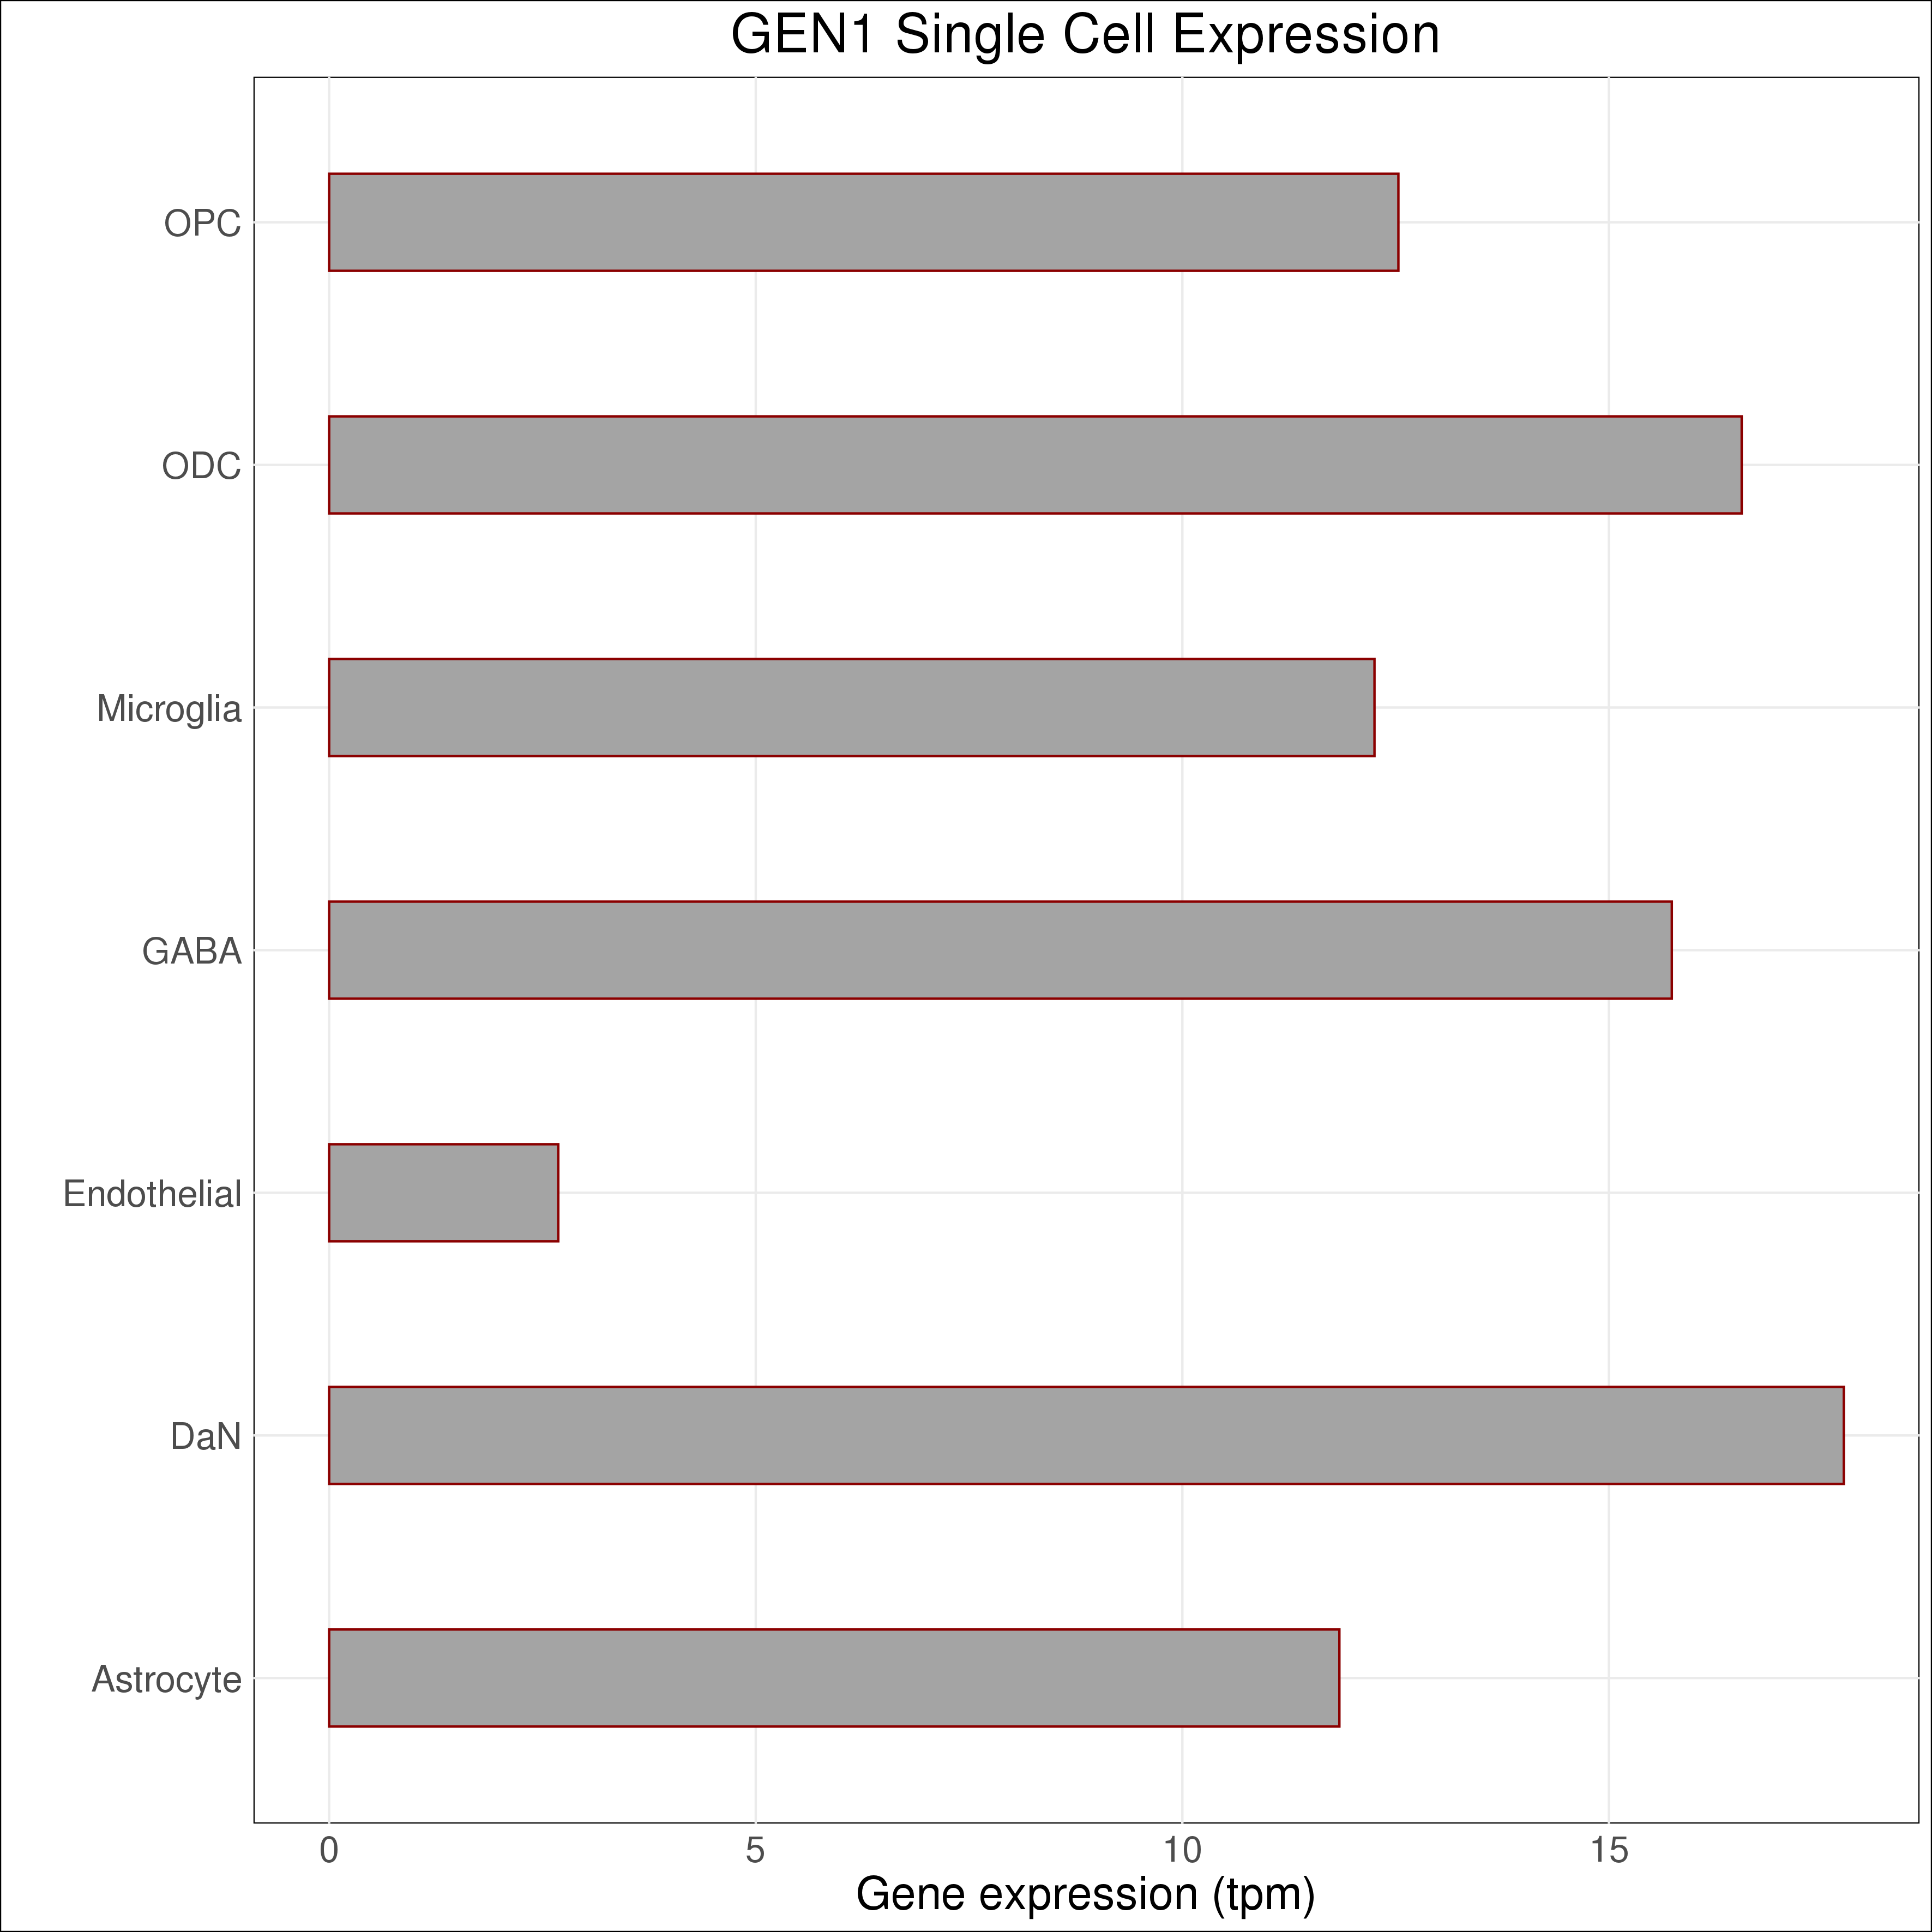 GEN1 Single Cell Expression
OPC
ODC
Microglia
GABA
Endothelial
DaN
Astrocyte
0 5 10 15
Gene expression (tpm)